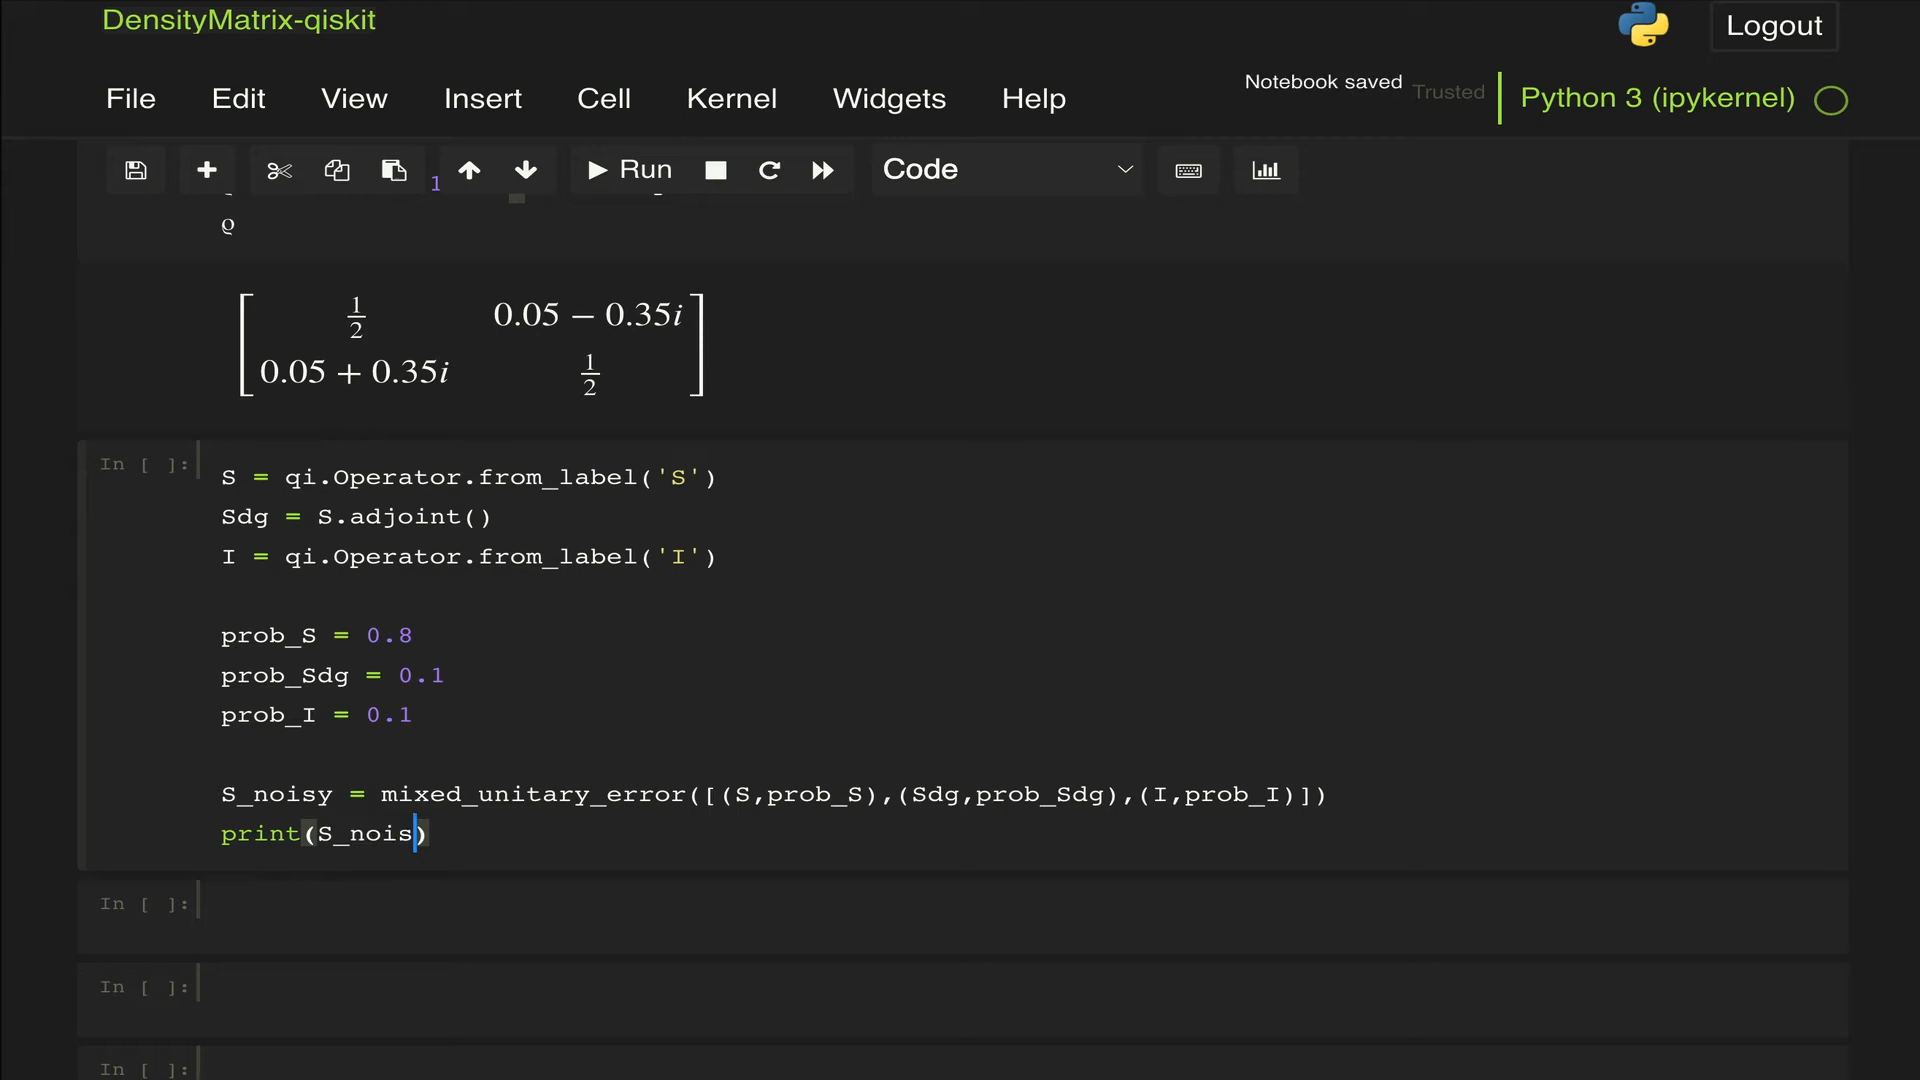 DensityMatrix-qiskit
Logout
File Edit View Insert Cell Kernel Widgets Help
Notebook saved Trusted Python 3 (ipykernel)
1 Run Code
ϱ
1/2 0.05 − 0.35i
0.05 + 0.35i 1/2
In [ ]:
S = qi.Operator.from_label('S')
Sdg = S.adjoint()
I = qi.Operator.from_label('I')
prob_S = 0.8
prob_Sdg = 0.1
prob_I = 0.1
S_noisy = mixed_unitary_error([(S,prob_S),(Sdg,prob_Sdg),(I,prob_I)])
print(S_nois)
In [ ]:
In [ ]:
In [ ]: